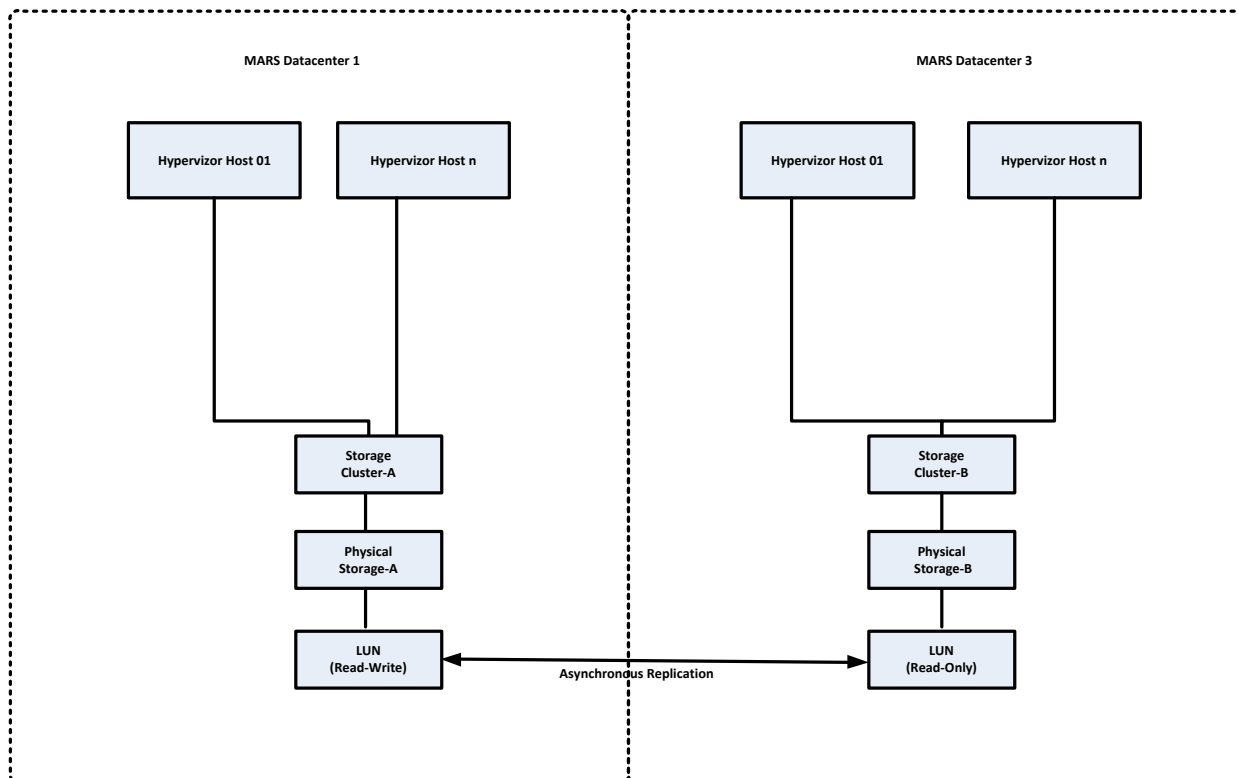 MARS Datacenter 1
MARS Datacenter 3
Hypervizor Host 01
Hypervizor Host n
Hypervizor Host 01
Hypervizor Host n
Storage
Cluster-A
Storage
Cluster-B
Physical
Storage-A
Physical
Storage-B
LUN
(Read-Write)
LUN
(Read-Only)
Asynchronous Replication